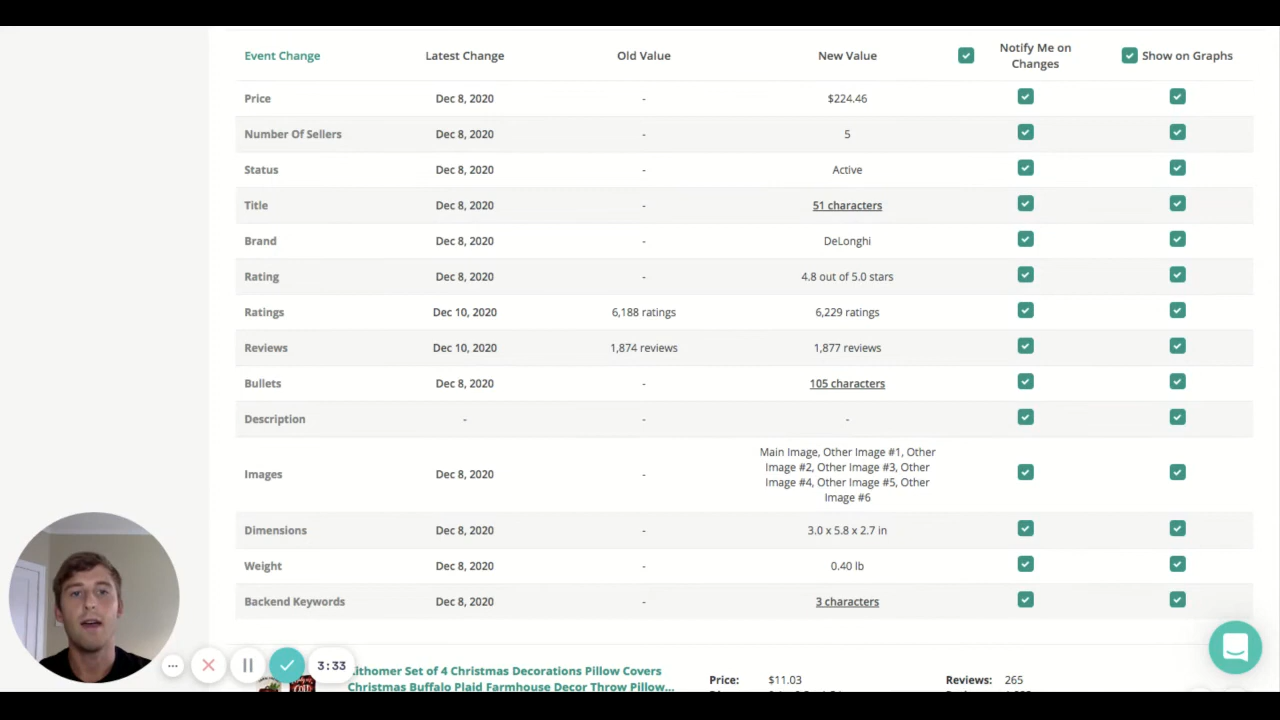 Event Change Latest Change Old Value New Value Notify Me on Changes Show on Graphs
Price Dec 8, 2020 - $224.46
Number Of Sellers Dec 8, 2020 - 5
Status Dec 8, 2020 - Active
Title Dec 8, 2020 - 51 characters
Brand Dec 8, 2020 - DeLonghi
Rating Dec 8, 2020 - 4.8 out of 5.0 stars
Ratings Dec 10, 2020 6,188 ratings 6,229 ratings
Reviews Dec 10, 2020 1,874 reviews 1,877 reviews
Bullets Dec 8, 2020 - 105 characters
Description - - -
Images Dec 8, 2020 - Main Image, Other Image #1, Other
Image #2, Other Image #3, Other
Image #4, Other Image #5, Other
Image #6
Dimensions Dec 8, 2020 - 3.0 x 5.8 x 2.7 in
Weight Dec 8, 2020 - 0.40 lb
Backend Keywords Dec 8, 2020 - 3 characters
3:33
Set of 4 Christmas Decorations Pillow Covers
Christmas Buffalo Plaid Farmhouse Decor Throw Pillow...
Price: $11.03 Reviews: 265